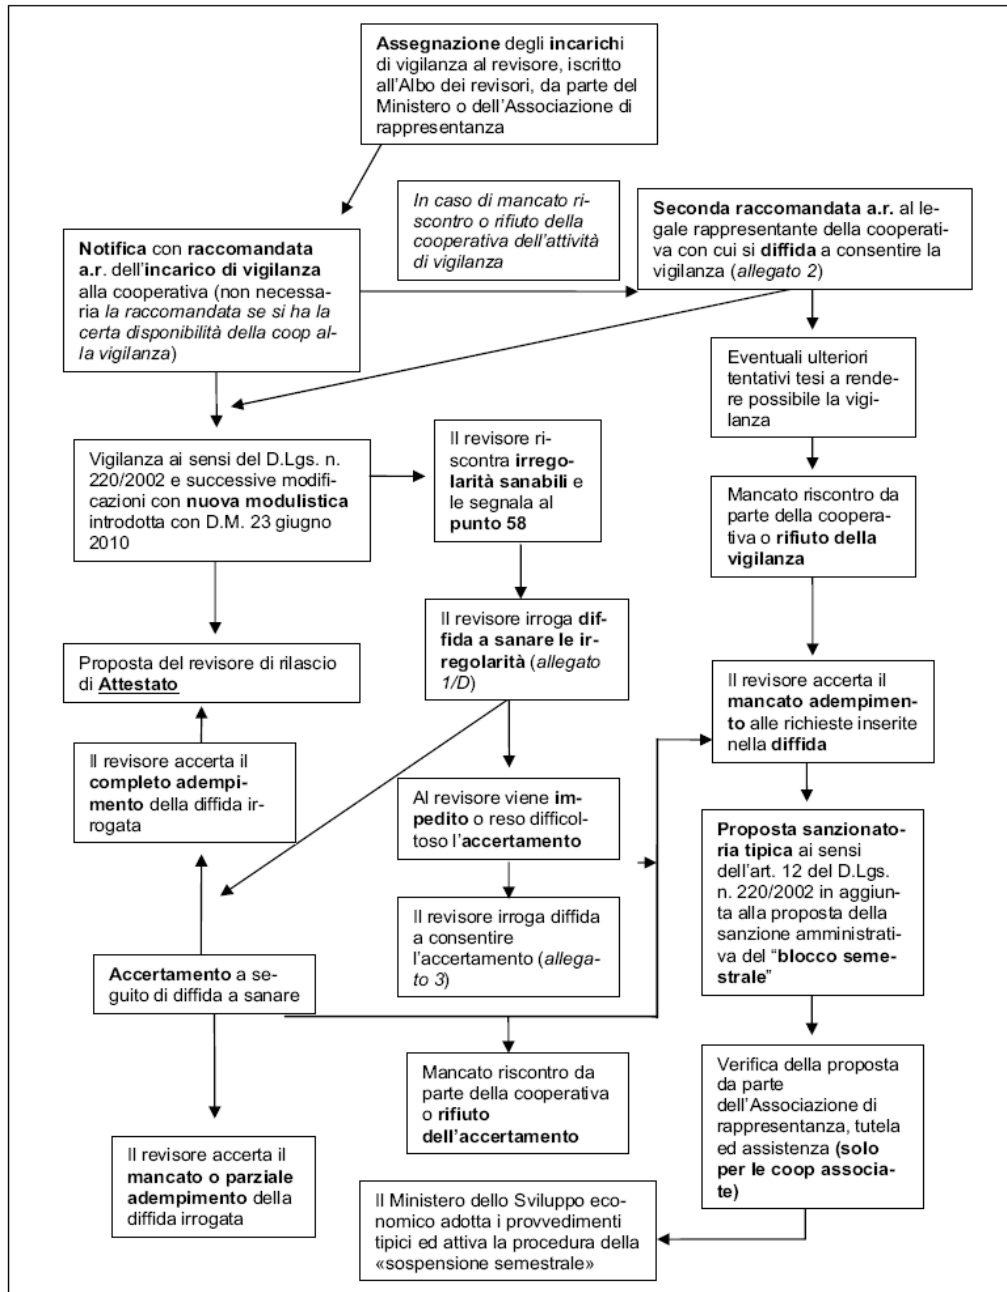 Assegnazione degli incarichi
di vigilanza al revisore, iscritto
all'Albo dei revisori, da parte del
Ministero o dell'Associazione di
rappresentanza
In caso di mancato ri-
scontro o rifiuto della
cooperativa dell'attività
di vigilanza
Seconda raccomandata a.r. al le-
gale rappresentante della cooperati-
va con cui si diffida a consentire la
vigilanza (allegato 2)
Notifica con raccomandata
a.r. dell'incarico di vigilanza
alla cooperativa (non necessa-
ria la raccomandata se si ha la
certa disponibilità della coop al-
la vigilanza)
Eventuali ulteriori
tentativi tesi a rende-
re possibile la vigi-
lanza
Vigilanza ai sensi del D.Lgs. n.
220/2002 e successive modifi-
cazioni con nuova modulistica
introdotta con D.M. 23 giugno
2010
Il revisore ri-
scontra irrego-
larità sanabili e
le segnala al
punto 58
Mancato riscontro da
parte della coopera-
tiva o rifiuto della
vigilanza
Il revisore irroga dif-
fida a sanare le ir-
regolarità (allegato
1/D)
Proposta del revisore di rilascio
di Attestato
Il revisore accerta il
mancato adempimen-
to alle richieste inserite
nella diffida
Il revisore accerta il
completo adempi-
mento della diffida ir-
rogata
Al revisore viene im-
pedito o reso difficol-
toso l'accertamento
Proposta sanzionato-
ria tipica ai sensi
dell'art. 12 del D.Lgs.
n. 220/2002 in aggiun-
ta alla proposta della
sanzione amministrati-
va del "blocco seme-
strale"
Il revisore irroga diffida
a consentire
l'accertamento (allega-
to 3)
Accertamento a se-
guito di diffida a sanare
Mancato riscontro da
parte della cooperativa
o rifiuto
dell'accertamento
Verifica della proposta
da parte
dell'Associazione di
rappresentanza, tutela
ed assistenza (solo
per le coop associa-
te)
Il revisore accerta il
mancato o parziale
adempimento della
diffida irrogata
Il Ministero dello Sviluppo eco-
nomico adotta i provvedimenti
tipici ed attiva la procedura della
«sospensione semestrale»